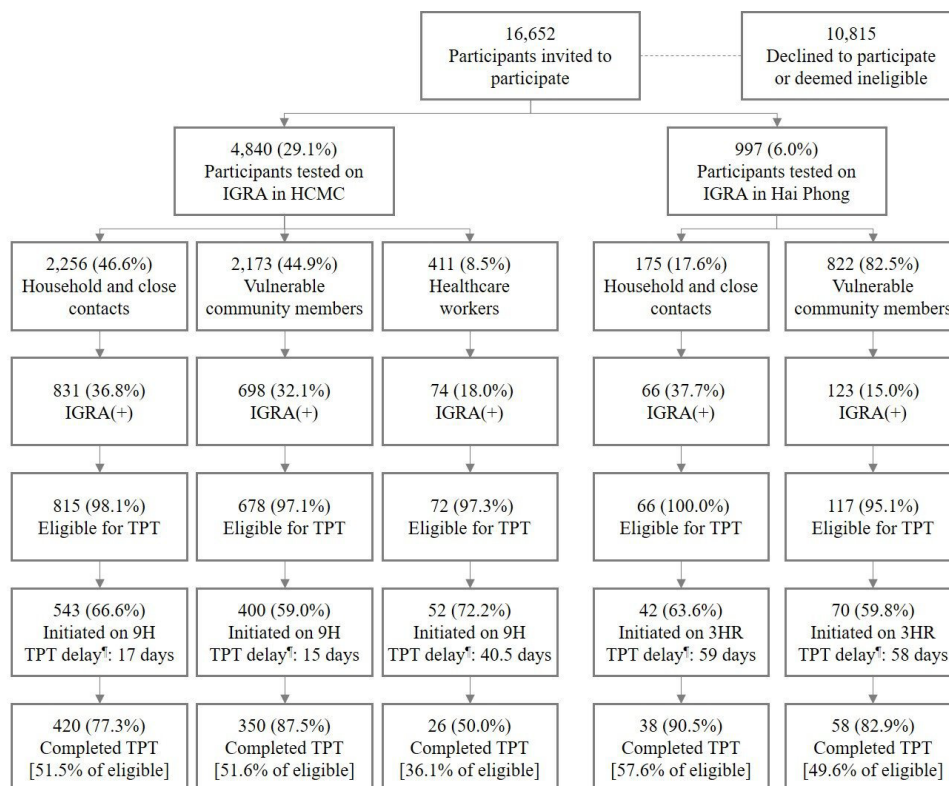 16,652
Participants invited to
participate
10,815
Declined to participate
or deemed ineligible
4,840 (29.1%)
Participants tested on
IGRA in HCMC
997 (6.0%)
Participants tested on
IGRA in Hai Phong
2,256 (46.6%)
Household and close
contacts
2,173 (44.9%)
Vulnerable
community members
411 (8.5%)
Healthcare
workers
175 (17.6%)
Household and close
contacts
822 (82.5%)
Vulnerable
community members
831 (36.8%)
IGRA(+)
698 (32.1%)
IGRA(+)
74 (18.0%)
IGRA(+)
66 (37.7%)
IGRA(+)
123 (15.0%)
IGRA(+)
815 (98.1%)
Eligible for TPT
678 (97.1%)
Eligible for TPT
72 (97.3%)
Eligible for TPT
66 (100.0%)
Eligible for TPT
117 (95.1%)
Eligible for TPT
543 (66.6%)
Initiated on 9H
TPT delay¶: 17 days
400 (59.0%)
Initiated on 9H
TPT delay¶: 15 days
52 (72.2%)
Initiated on 9H
TPT delay¶: 40.5 days
42 (63.6%)
Initiated on 3HR
TPT delay¶: 59 days
70 (59.8%)
Initiated on 3HR
TPT delay¶: 58 days
420 (77.3%)
Completed TPT
[51.5% of eligible]
350 (87.5%)
Completed TPT
[51.6% of eligible]
26 (50.0%)
Completed TPT
[36.1% of eligible]
38 (90.5%)
Completed TPT
[57.6% of eligible]
58 (82.9%)
Completed TPT
[49.6% of eligible]